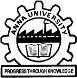 ANNA UNIVERSITY
PROGRESS THROUGH KNOWLEDGE